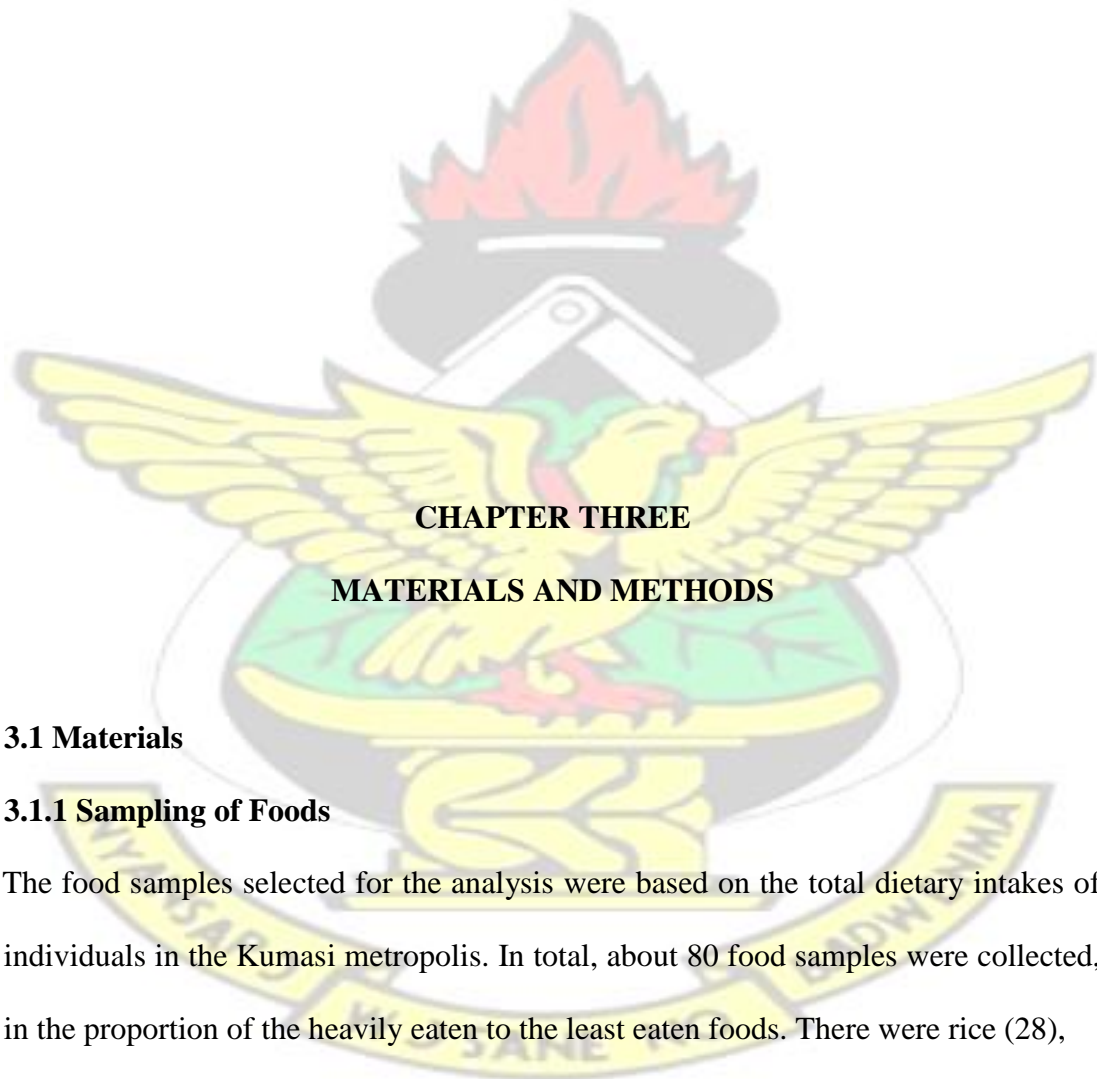 CHAPTER THREE
MATERIALS AND METHODS
3.1 Materials
3.1.1 Sampling of Foods
The food samples selected for the analysis were based on the total dietary intakes of
individuals in the Kumasi metropolis. In total, about 80 food samples were collected,
in the proportion of the heavily eaten to the least eaten foods. There were rice (28),